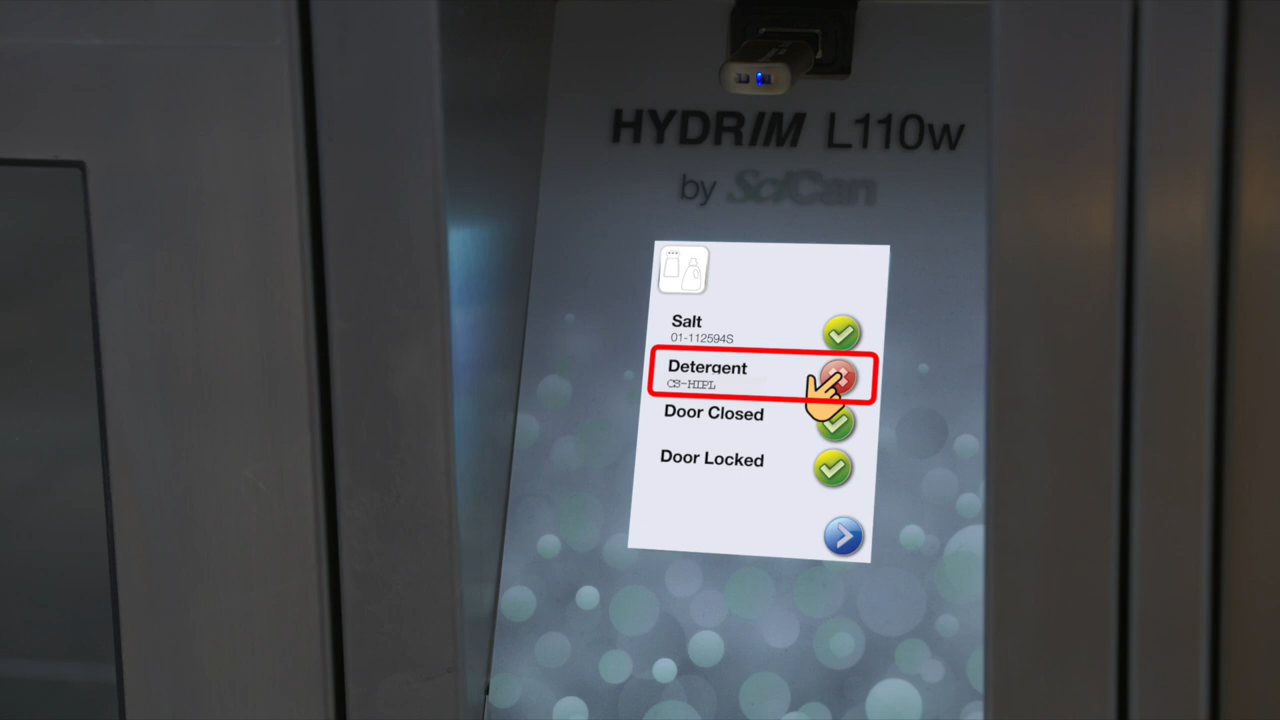 HYDRIM L110w
by SciCan
Salt
01-112594S
Detergent
CS-HIPL
Door Closed
Door Locked